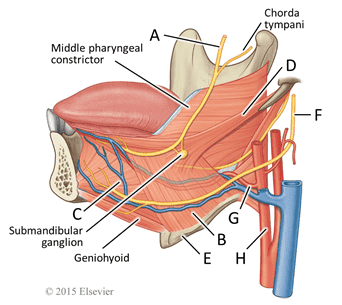 A
Chorda
tympani
Middle pharyngeal
constrictor
D
F
C
Submandibular
ganglion
Geniohyoid
E
B
G
H
© 2015 Elsevier